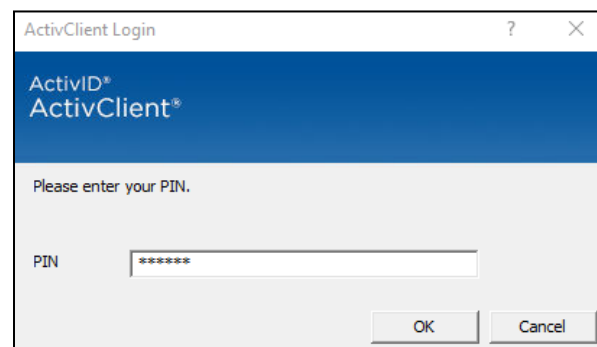 ActivClient Login ? ×
ActivID®
ActivClient®
Please enter your PIN.
PIN ******
OK Cancel